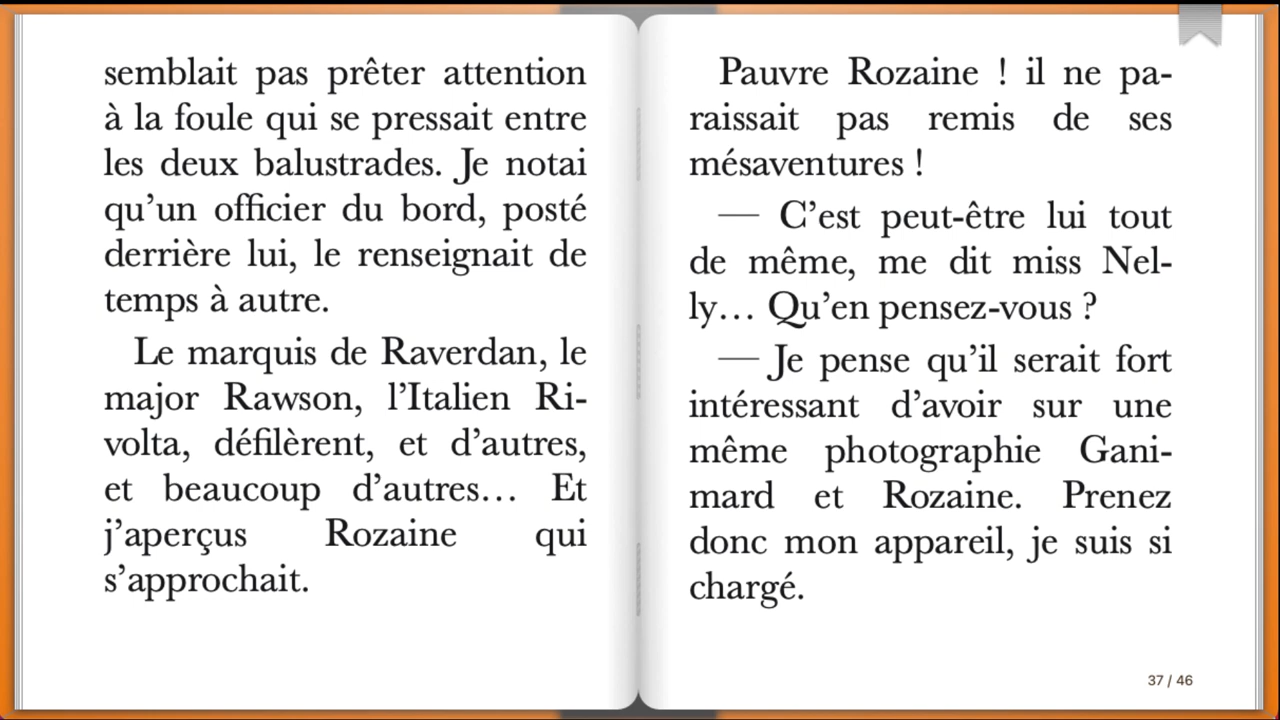 semblait pas prêter attention
à la foule qui se pressait entre
les deux balustrades. Je notai
qu’un officier du bord, posté
derrière lui, le renseignait de
temps à autre.
Le marquis de Raverdan, le
major Rawson, l’Italien Ri-
volta, défilèrent, et d’autres,
et beaucoup d’autres… Et
j’aperçus Rozaine qui
s’approchait.
Pauvre Rozaine ! il ne pa-
raissait pas remis de ses
mésaventures !
— C’est peut-être lui tout
de même, me dit miss Nel-
ly… Qu’en pensez-vous ?
— Je pense qu’il serait fort
intéressant d’avoir sur une
même photographie Gani-
mard et Rozaine. Prenez
donc mon appareil, je suis si
chargé.
37 / 46